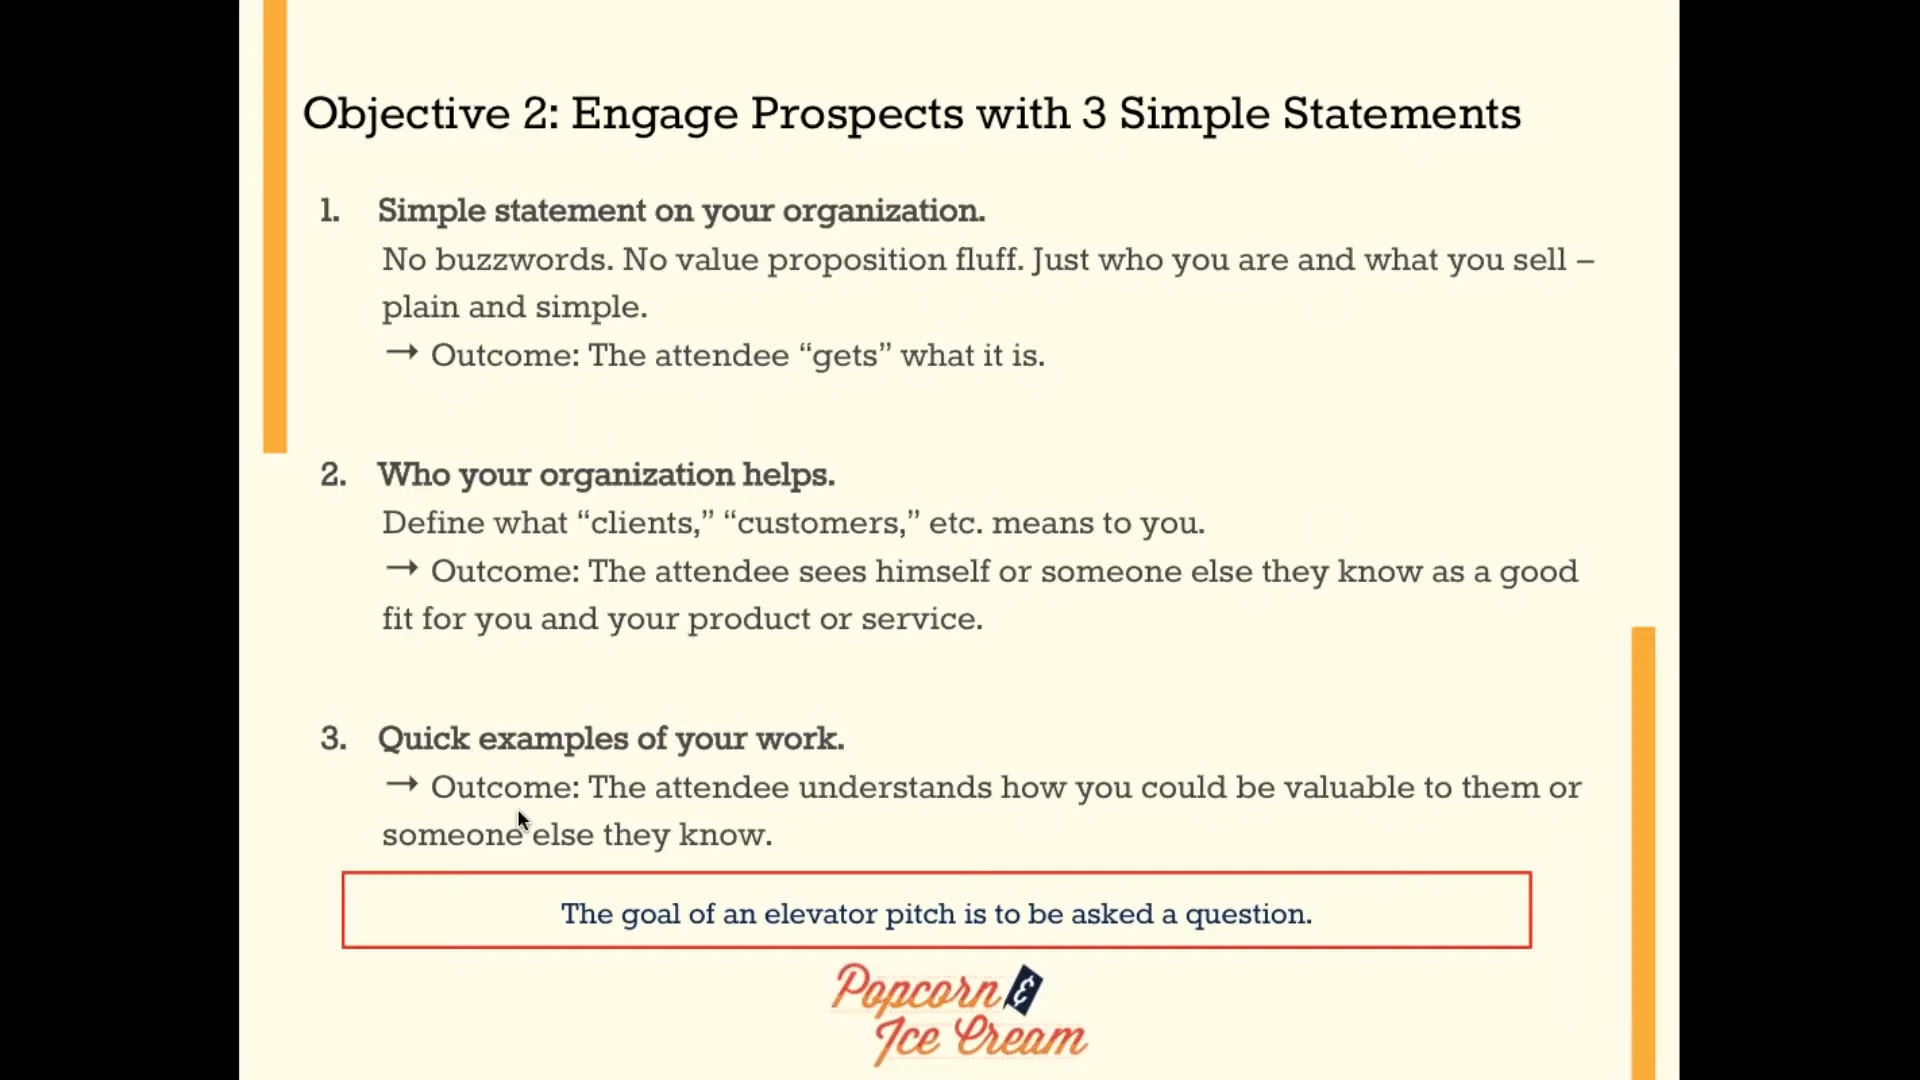 Objective 2: Engage Prospects with 3 Simple Statements
1. Simple statement on your organization.
No buzzwords. No value proposition fluff. Just who you are and what you sell –
plain and simple.
→ Outcome: The attendee “gets” what it is.
2. Who your organization helps.
Define what “clients,” “customers,” etc. means to you.
→ Outcome: The attendee sees himself or someone else they know as a good
fit for you and your product or service.
3. Quick examples of your work.
→ Outcome: The attendee understands how you could be valuable to them or
someone else they know.
The goal of an elevator pitch is to be asked a question.
Popcorn &
Ice Cream